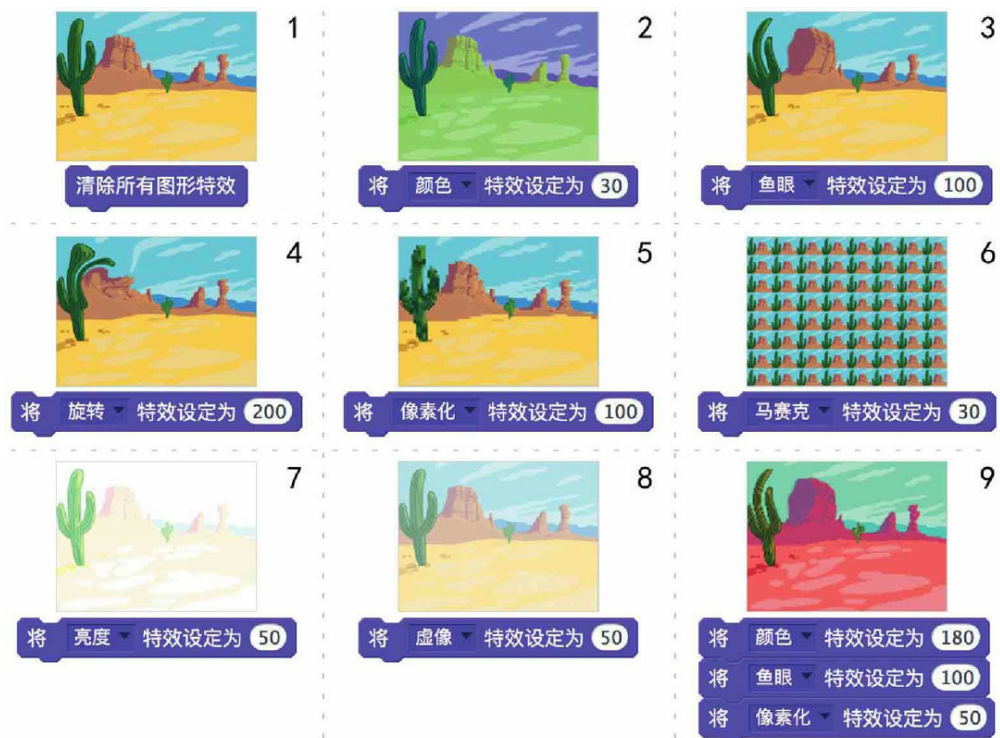 1
清除所有图形特效
2
将 颜色 特效设定为 30
3
将 鱼眼 特效设定为 100
4
将 旋转 特效设定为 200
5
将 像素化 特效设定为 100
6
将 马赛克 特效设定为 30
7
将 亮度 特效设定为 50
8
将 虚像 特效设定为 50
9
将 颜色 特效设定为 180
将 鱼眼 特效设定为 100
将 像素化 特效设定为 50